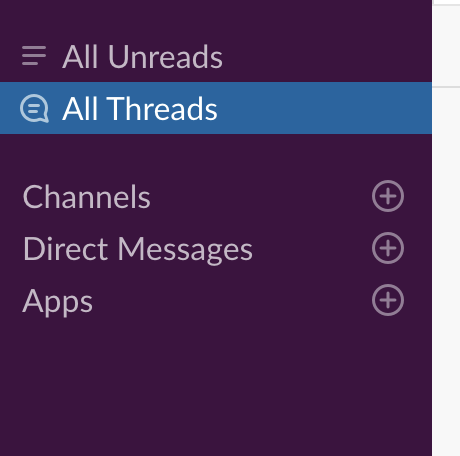 All Unreads
All Threads
Channels
Direct Messages
Apps